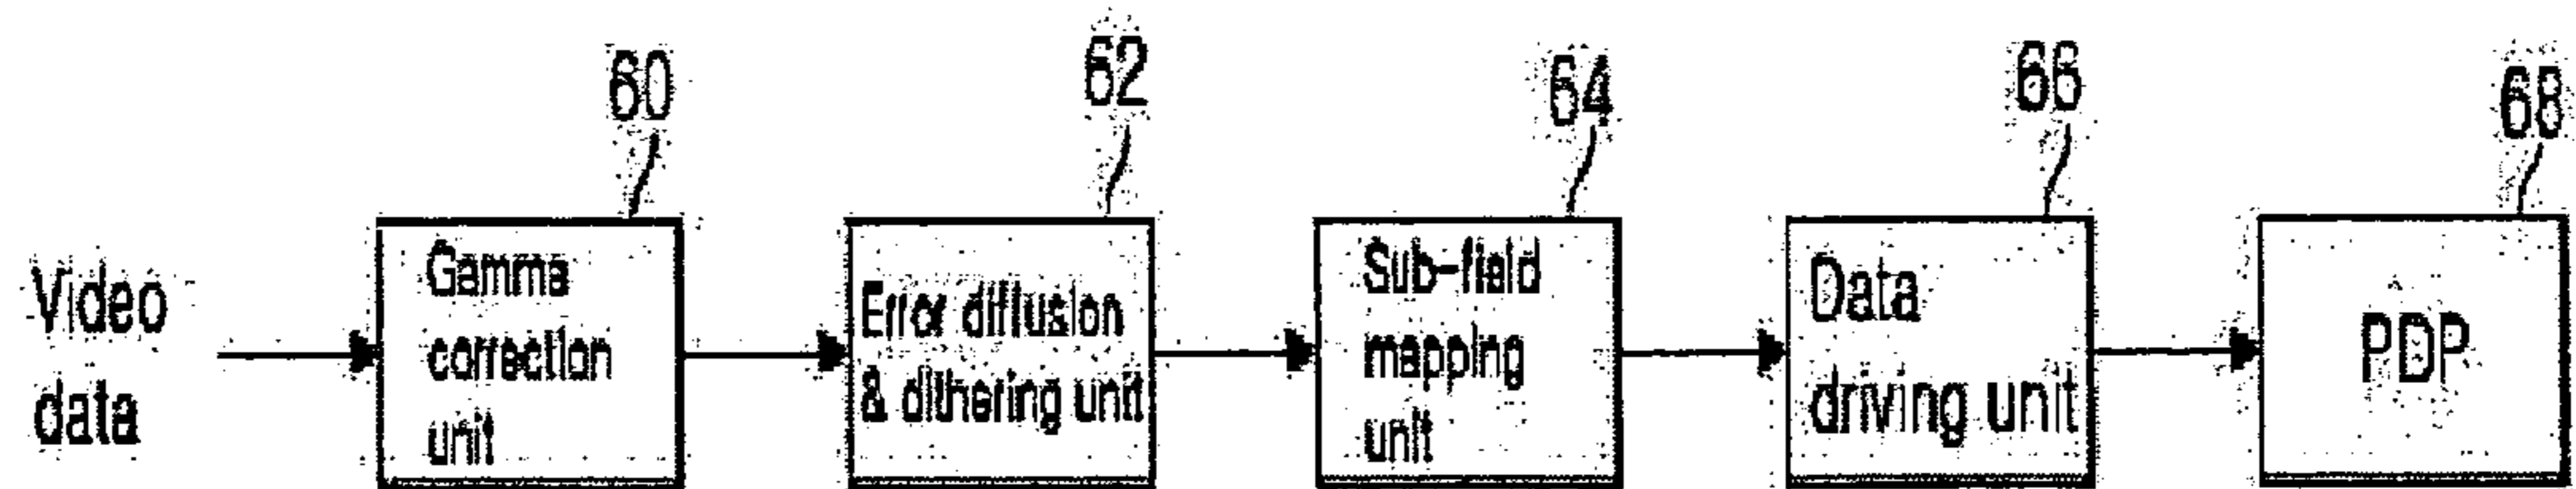 60
62
64
66
68
Video
data
Gamma
correction
unit
Error diffusion
& dithering unit
Sub-field
mapping
unit
Data
driving unit
PDP